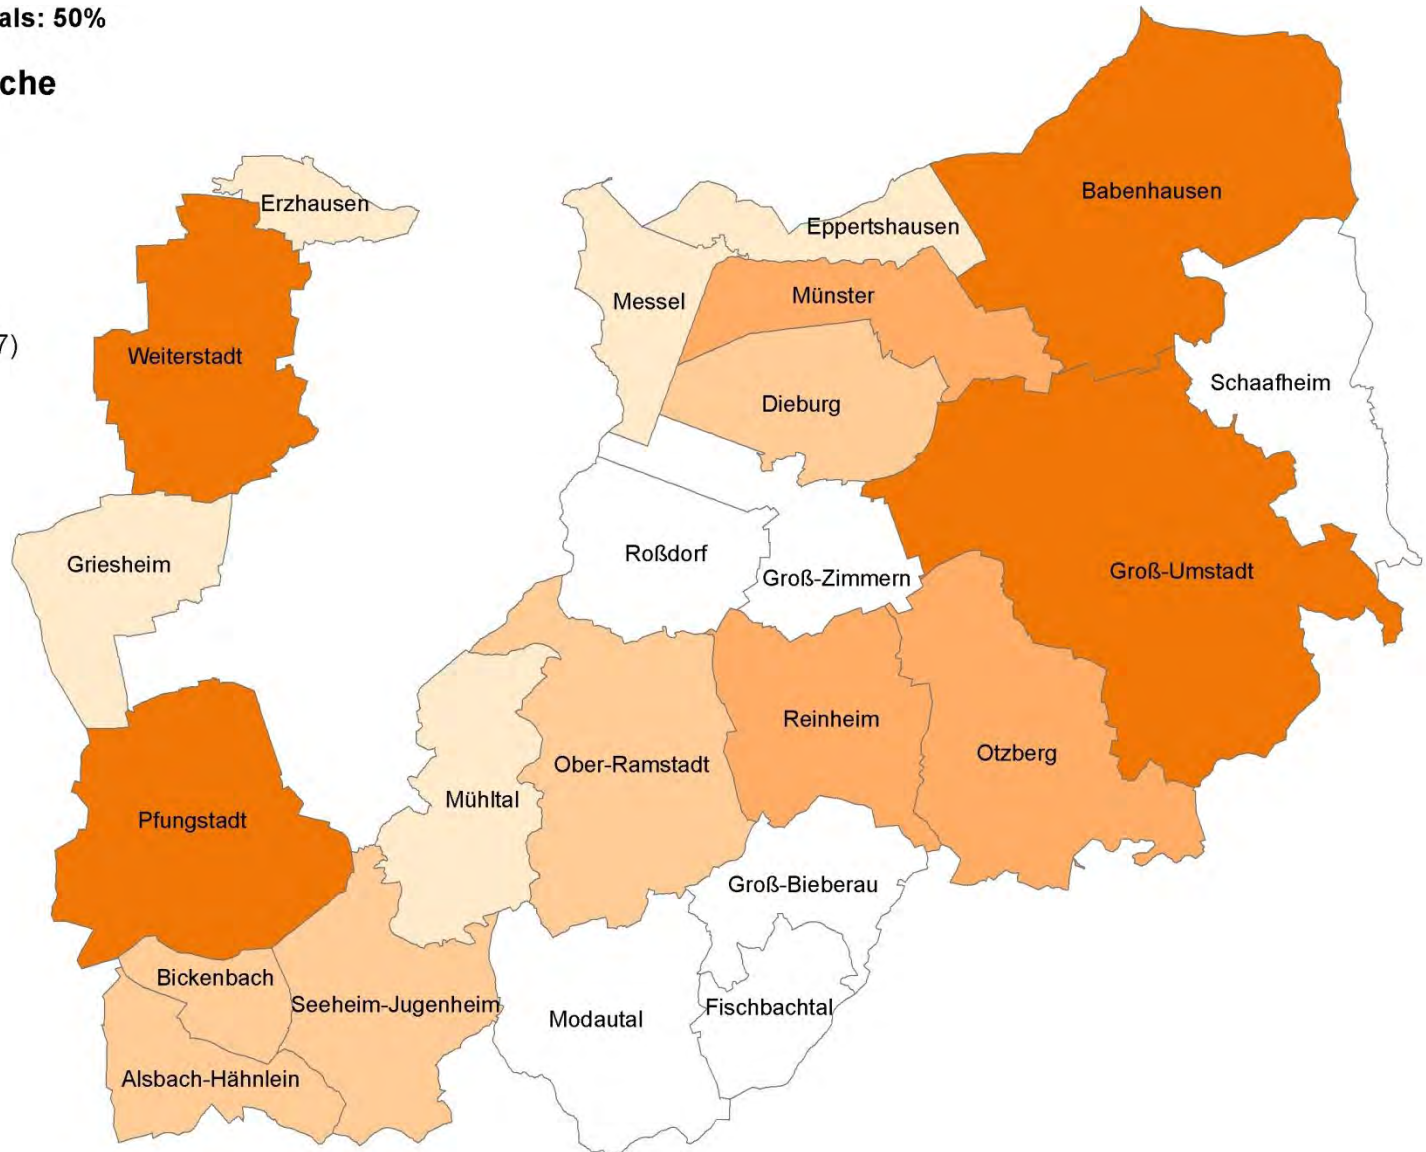 als: 50%
che
7)
Erzhausen
Babenhausen
Eppertshausen
Messel
Münster
Weiterstadt
Schaafheim
Dieburg
Griesheim
Roßdorf
Groß-Zimmern
Groß-Umstadt
Reinheim
Otzberg
Ober-Ramstadt
Mühltal
Pfungstadt
Groß-Bieberau
Bickenbach
Seeheim-Jugenheim
Fischbachtal
Modautal
Alsbach-Hähnlein